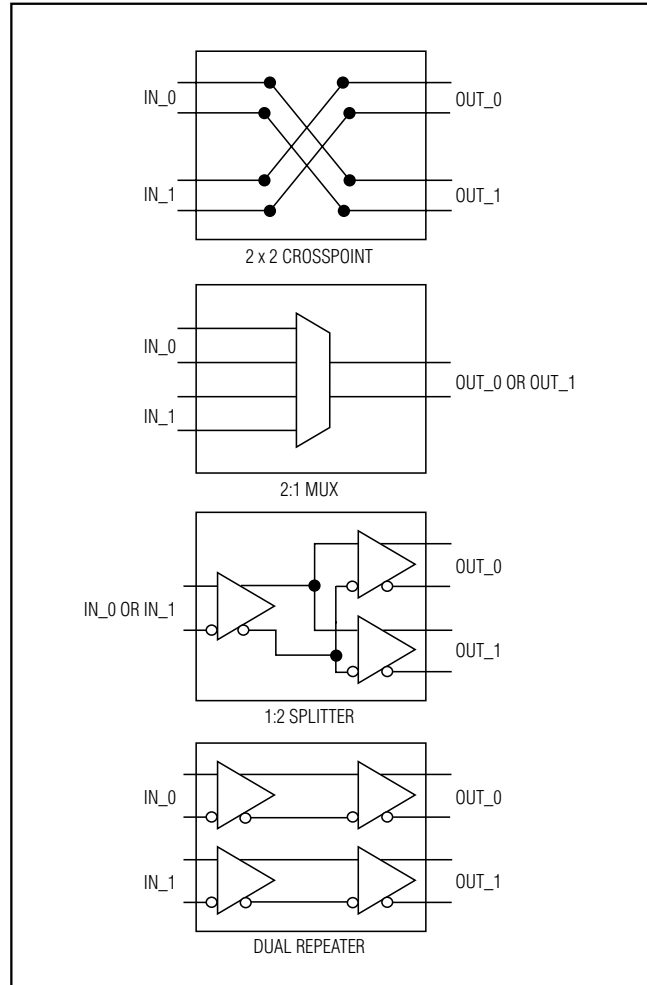 IN_0
OUT_0
IN_1
OUT_1
2 x 2 CROSSPOINT
IN_0
OUT_0 OR OUT_1
IN_1
2:1 MUX
OUT_0
IN_0 OR IN_1
OUT_1
1:2 SPLITTER
IN_0
OUT_0
IN_1
OUT_1
DUAL REPEATER